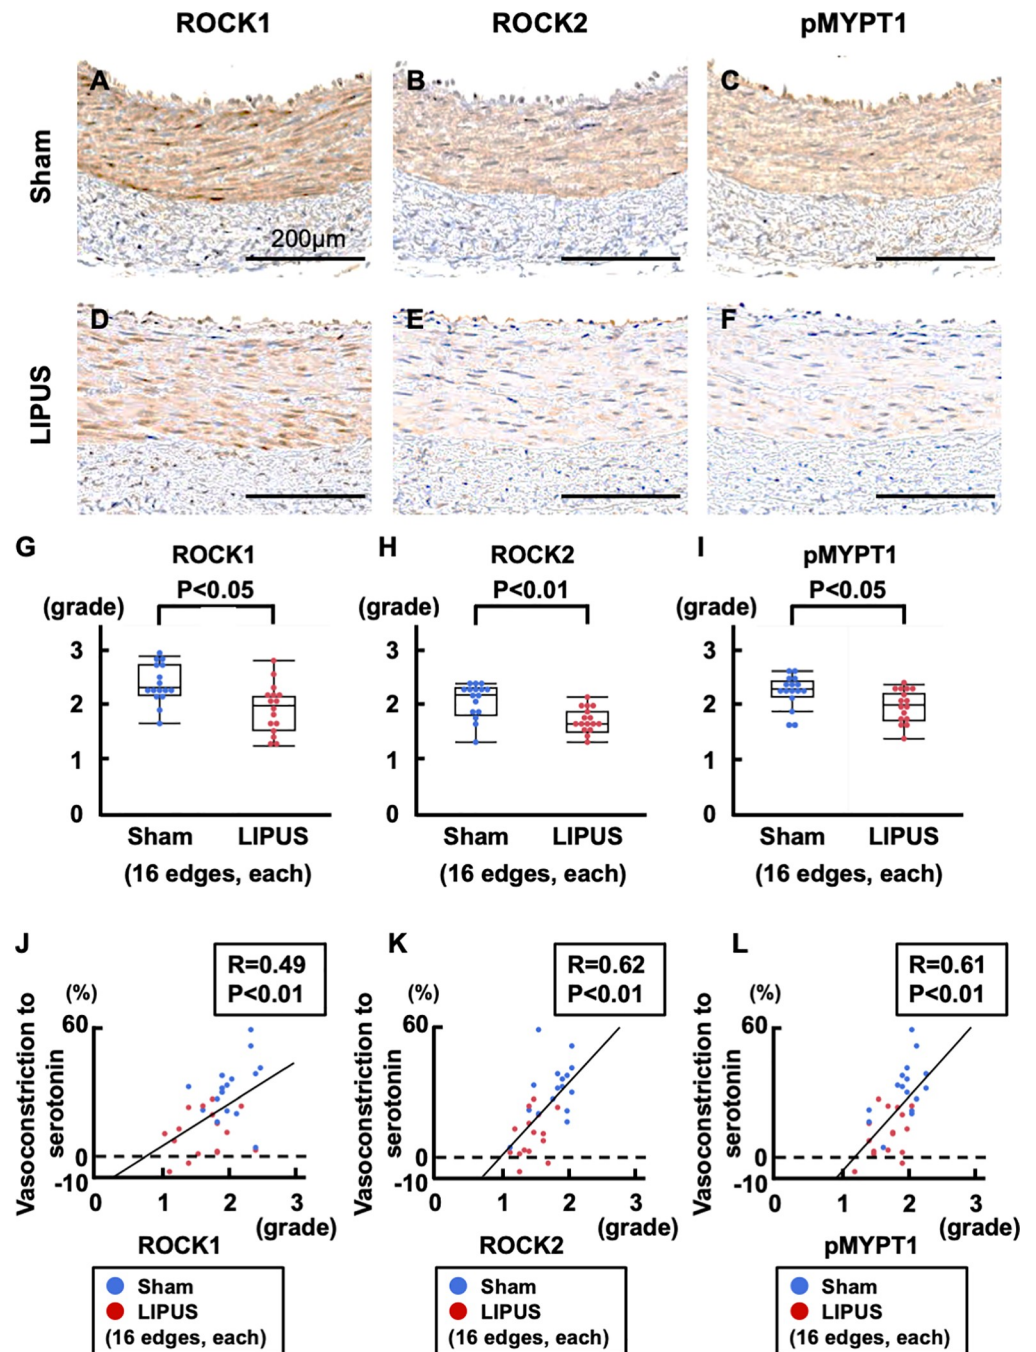 ROCK1 ROCK2 pMYPT1
Sham
A B C
200μm
LIPUS
D E F
G H I
ROCK1 ROCK2 pMYPT1
P<0.05 P<0.01 P<0.05
(grade) (grade) (grade)
3 3 3
2 2 2
1 1 1
0 0 0
Sham LIPUS Sham LIPUS Sham LIPUS
(16 edges, each) (16 edges, each) (16 edges, each)
J K L
R=0.49 R=0.62 R=0.61
P<0.01 P<0.01 P<0.01
(%) (%) (%)
Vasoconstriction to
serotonin
Vasoconstriction to
serotonin
Vasoconstriction to
serotonin
60 60 60
0 0 0
-10 -10 -10
0 1 2 3 0 1 2 3 0 1 2 3
(grade) (grade) (grade)
ROCK1 ROCK2 pMYPT1
Sham Sham Sham
LIPUS LIPUS LIPUS
(16 edges, each) (16 edges, each) (16 edges, each)